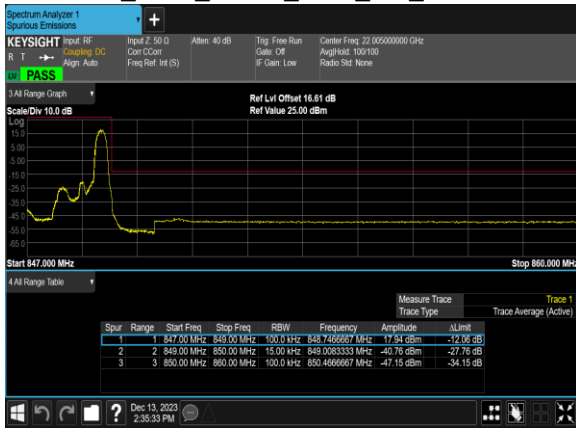 Spectrum Analyzer 1
Spurious Emissions
+
KEYSIGHT Input: RF
R T Coupling: DC
Align: Auto
Input Z: 50 Ω
Corr CCorr
Freq Ref: Int (S)
Atten: 40 dB
Trig: Free Run
Gate: Off
IF Gain: Low
Center Freq: 22.005000000 GHz
Avg|Hold: 100/100
Radio Std: None
PASS
3 All Range Graph
Ref Lvl Offset 16.61 dB
Scale/Div 10.0 dB
Ref Value 25.00 dBm
Log
15.0
5.00
-5.00
-15.0
-25.0
-35.0
-45.0
-55.0
-65.0
Start 847.000 MHz
Stop 860.000 MHz
4 All Range Table
Measure Trace Trace 1
Trace Type Trace Average (Active)
Spur Range Start Freq Stop Freq RBW Frequency Amplitude ΔLimit
1 1 847.00 MHz 849.00 MHz 100.0 kHz 848.7466667 MHz 17.94 dBm -12.06 dB
2 2 849.00 MHz 850.00 MHz 15.00 kHz 849.0083333 MHz -40.76 dBm -27.76 dB
3 3 850.00 MHz 860.00 MHz 100.0 kHz 850.4666667 MHz -47.15 dBm -34.15 dB
?
Dec 13, 2023
2:35:33 PM